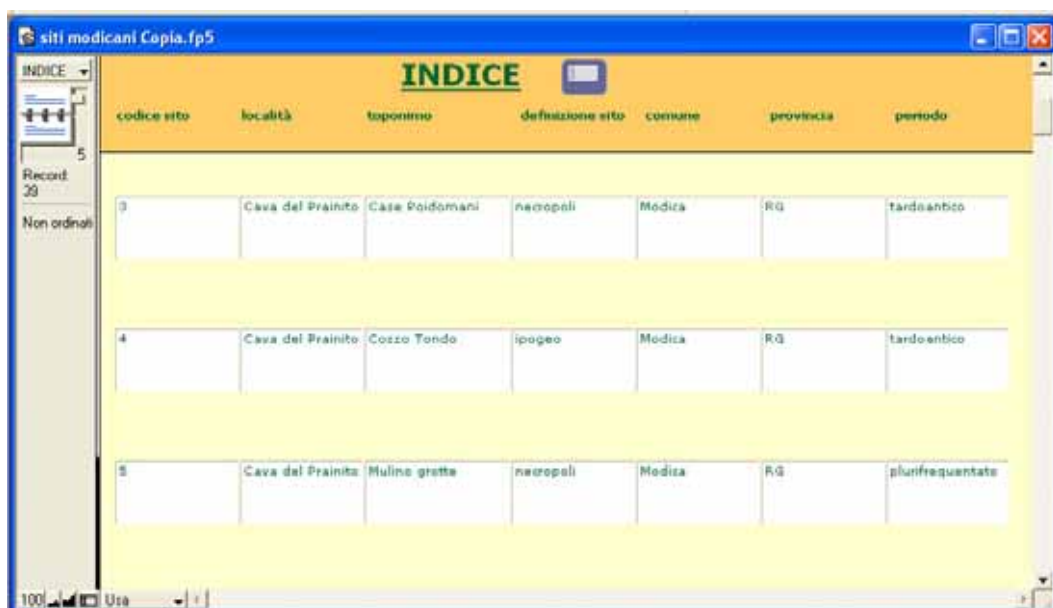 siti modicani Copia.fp5
INDICE
INDICE
codice sito località toponimo definizione sito comune provincia periodo
5
Record:
39
Non ordinati
3 Cava del Prainito Case Poidomani necropoli Modica RG tardoantico
4 Cava del Prainito Cozzo Tondo ipogeo Modica RG tardoantico
5 Cava del Prainito Mulino grotte necropoli Modica RG plurifrequentato
100 Usa